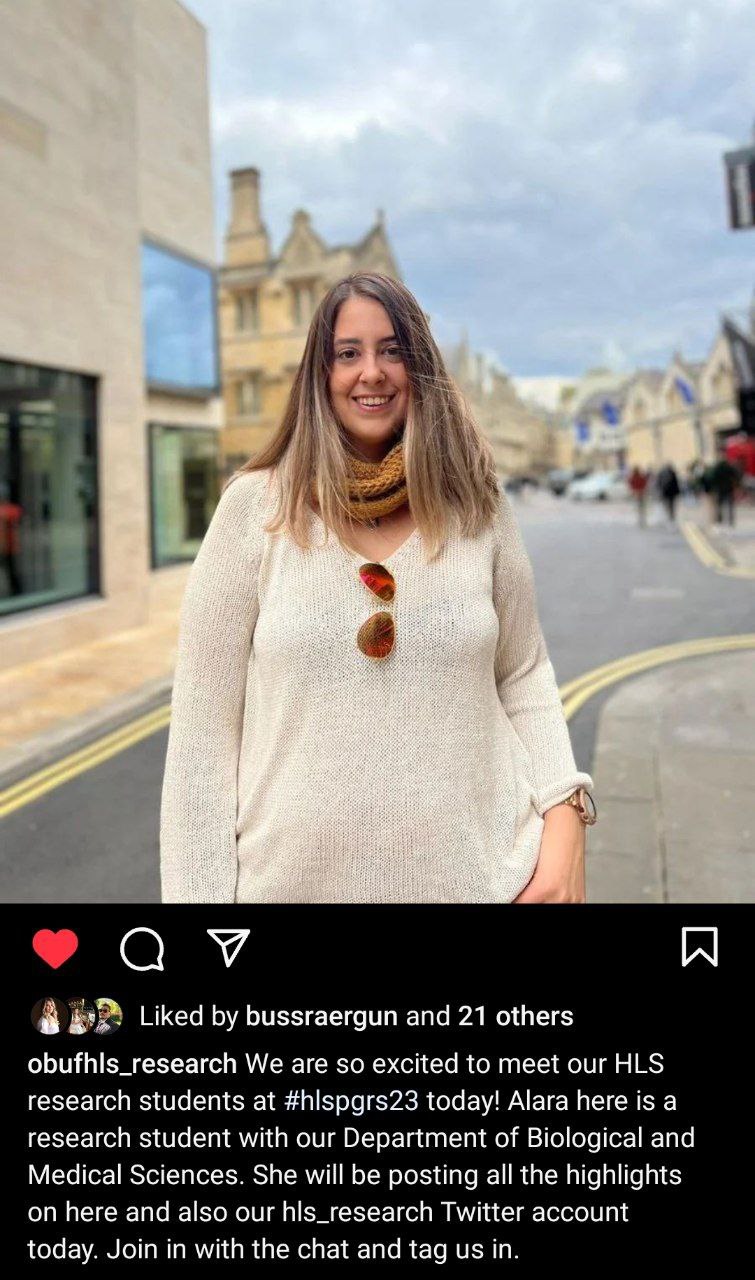 Liked by bussraergun and 21 others
obufhls_research We are so excited to meet our HLS
research students at #hlspgrs23 today! Alara here is a
research student with our Department of Biological and
Medical Sciences. She will be posting all the highlights
on here and also our hls_research Twitter account
today. Join in with the chat and tag us in.